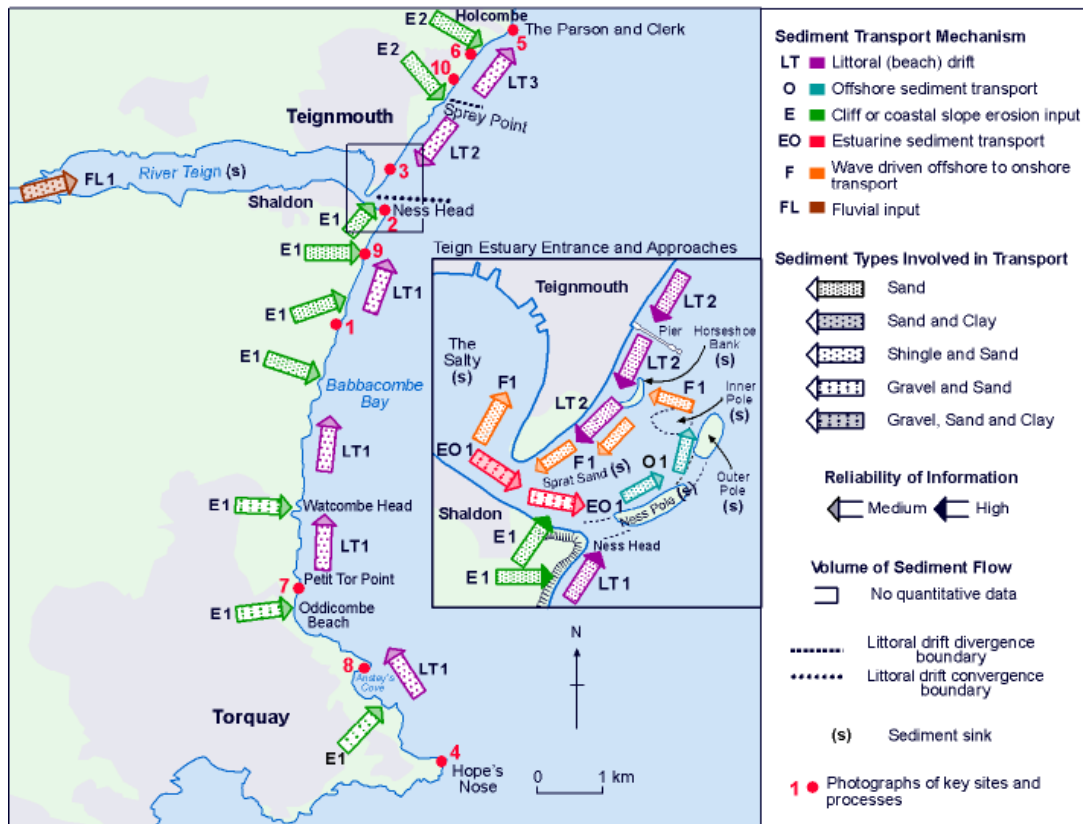 Holcombe
E2
The Parson and Clerk
5
6
E2
10
LT3
Spray Point
Teignmouth
LT2
3
River Teign (s)
FL1
Shaldon
Ness Head
2
E1
E1
9
LT1
E1
1
E1
Babbacombe
Bay
LT1
E1
Watcombe Head
LT1
Petit Tor Point
7
Oddicombe
Beach
E1
8
Anstey's
Cove
LT1
Torquay
E1
4
Hope's
Nose
N
0 1 km
Teign Estuary Entrance and Approaches
Teignmouth
LT2
Pier
Horseshoe
Bank
(s)
The
Salty
(s)
LT2
F1
F1
Inner
Pole
(s)
LT2
EO1
F1
O1
Sprat Sand (s)
Outer
Pole
(s)
EO1
Ness Pole (s)
Shaldon
E1
Ness Head
E1
LT1
Sediment Transport Mechanism
LT Littoral (beach) drift
O Offshore sediment transport
E Cliff or coastal slope erosion input
EO Estuarine sediment transport
F Wave driven offshore to onshore
transport
FL Fluvial input
Sediment Types Involved in Transport
Sand
Sand and Clay
Shingle and Sand
Gravel and Sand
Gravel, Sand and Clay
Reliability of Information
Medium High
Volume of Sediment Flow
No quantitative data
Littoral drift divergence
boundary
Littoral drift convergence
boundary
(s) Sediment sink
1 Photographs of key sites and
processes